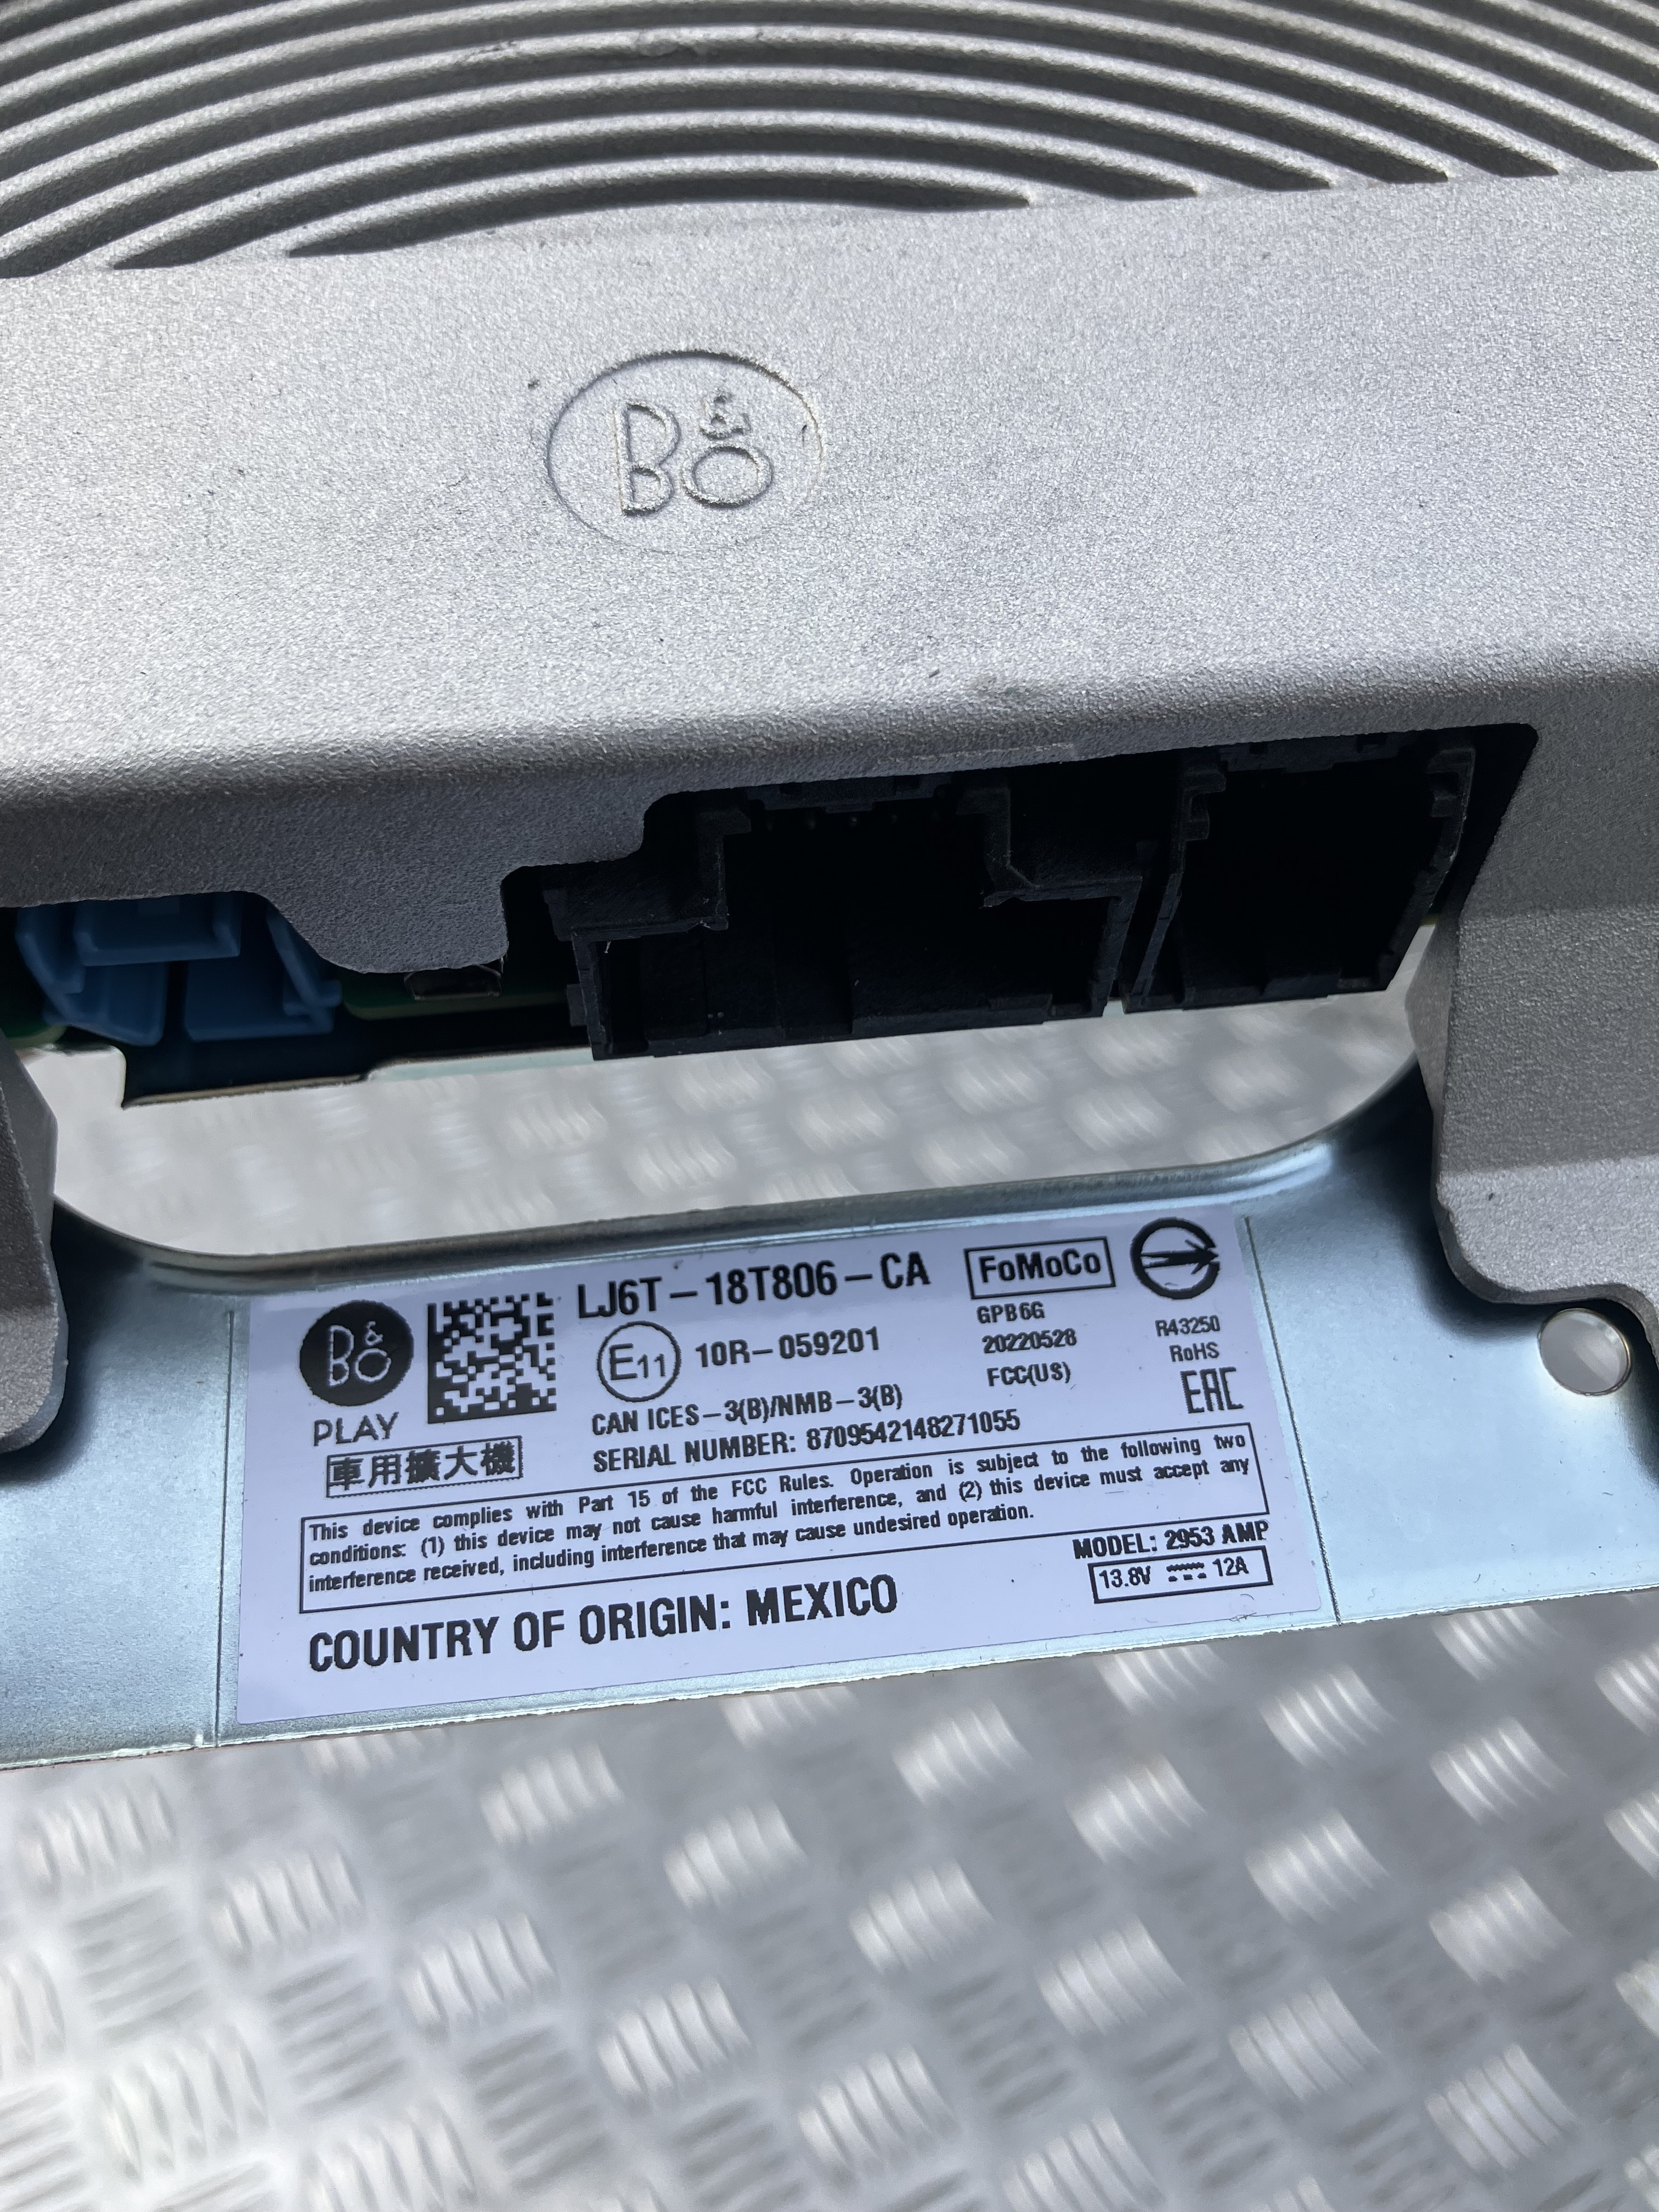 B&O
B&O
PLAY
車用擴大機
LJ6T-18T806-CA
E11 10R-059201
CAN ICES-3(B)/NMB-3(B)
SERIAL NUMBER: 8709542148271055
FoMoCo
GPB6G
20220528
FCC(US)
R43250
RoHS
EAC
This device complies with Part 15 of the FCC Rules. Operation is subject to the following two
conditions: (1) this device may not cause harmful interference, and (2) this device must accept any
interference received, including interference that may cause undesired operation.
COUNTRY OF ORIGIN: MEXICO
MODEL: 2953 AMP
13.8V 12A